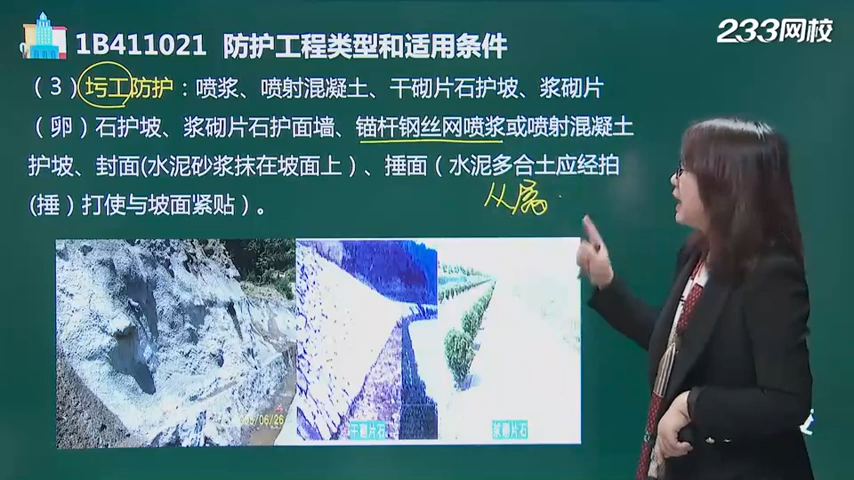 1B411021 防护工程类型和适用条件
233网校
（3）圬工防护：喷浆、喷射混凝土、干砌片石护坡、浆砌片
（卵）石护坡、浆砌片石护面墙、锚杆钢丝网喷浆或喷射混凝土
护坡、封面(水泥砂浆抹在坡面上）、捶面（水泥多合土应经拍
(捶）打使与坡面紧贴）。
从属
干砌片石
浆砌片石